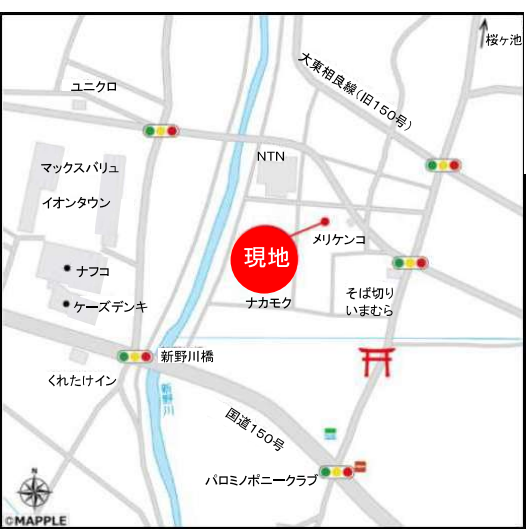 桜ヶ池
大東相良線(旧150号)
ユニクロ
NTN
マックスバリュ
イオンタウン
メリケンコ
現地
ナフコ
ケーズデンキ
ナカモク
そば切り
いまむら
新野川橋
くれたけイン
新野川
国道150号
パロミノポニークラブ
N
©MAPPLE